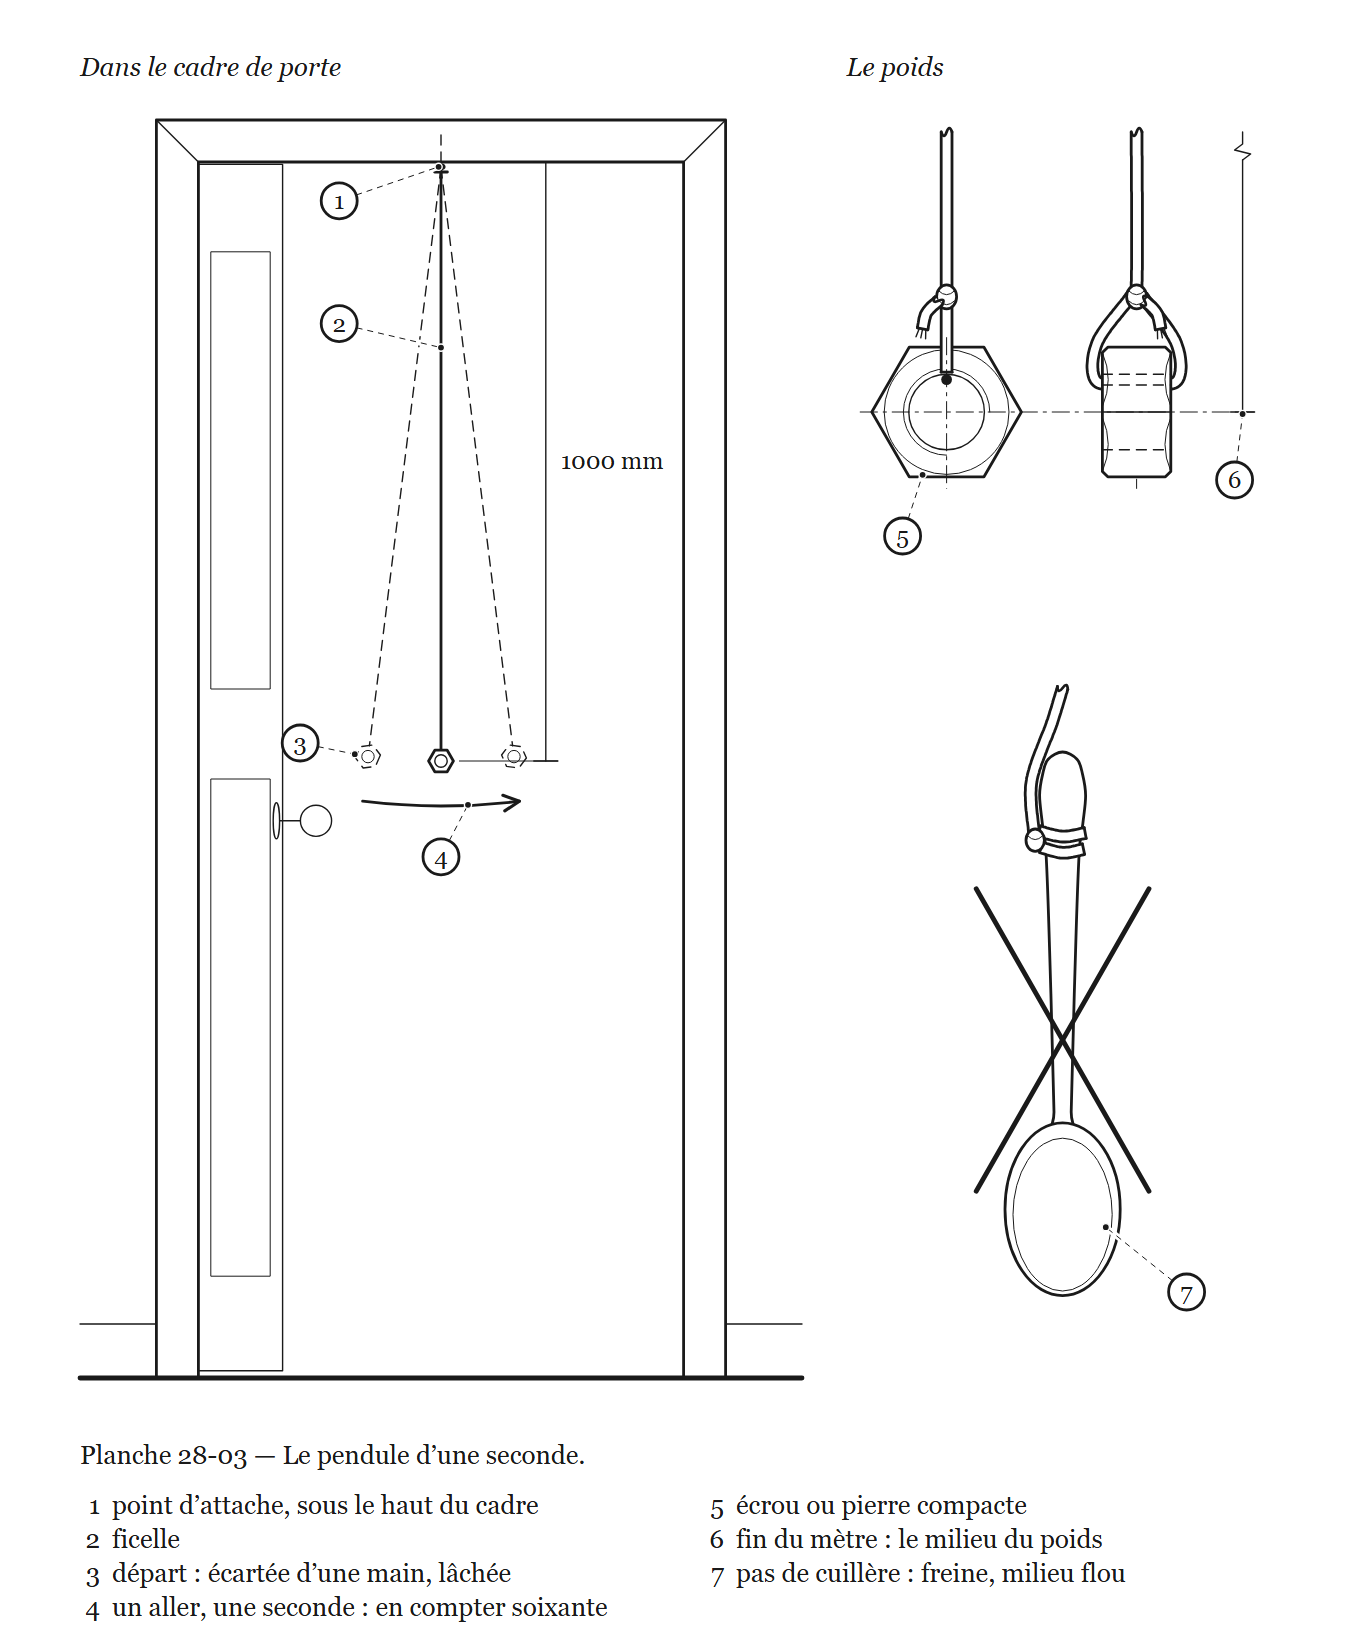 Dans le cadre de porte
Le poids
1
2
1000 mm
3
4
5
6
7
Planche 28-03 — Le pendule d’une seconde.
1 point d’attache, sous le haut du cadre
2 ficelle
3 départ : écartée d’une main, lâchée
4 un aller, une seconde : en compter soixante
5 écrou ou pierre compacte
6 fin du mètre : le milieu du poids
7 pas de cuillère : freine, milieu flou